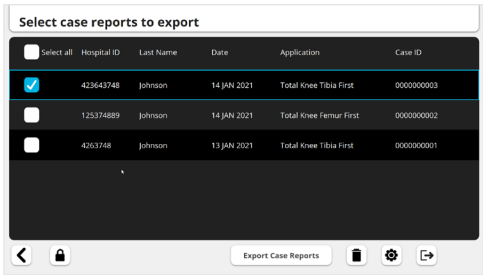 Select case reports to export
Select all Hospital ID Last Name Date Application Case ID
423643748 Johnson 14 JAN 2021 Total Knee Tibia First 0000000003
125374889 Johnson 14 JAN 2021 Total Knee Femur First 0000000002
4263748 Johnson 13 JAN 2021 Total Knee Tibia First 0000000001
Export Case Reports